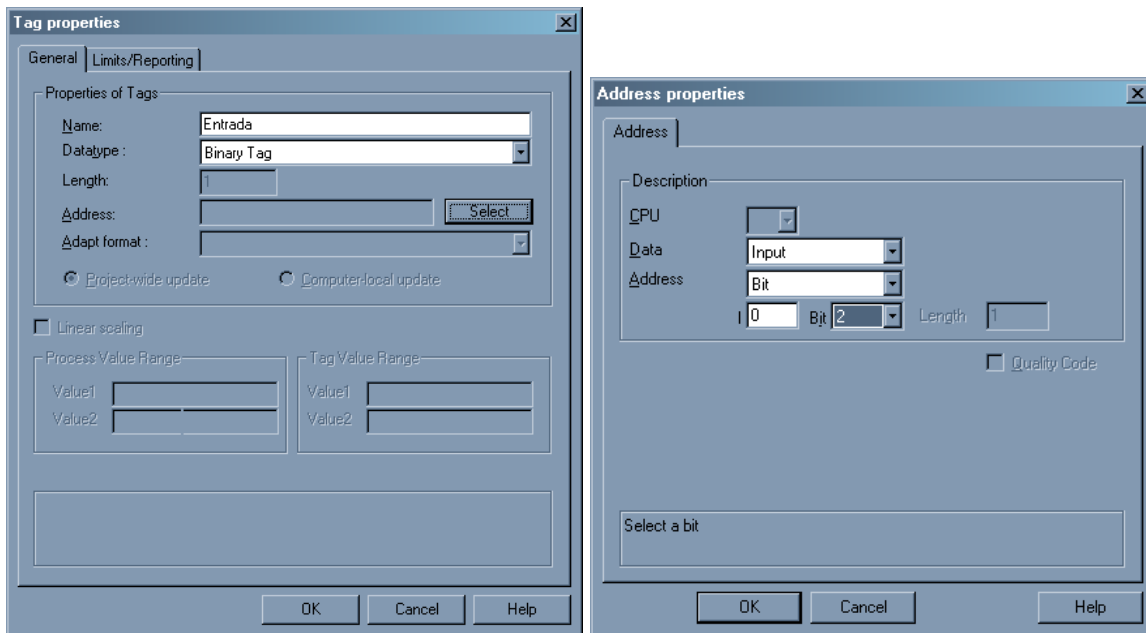 Tag properties
General Limits/Reporting
Properties of Tags
Name: Entrada
Datatype : Binary Tag
Length: 1
Address: Select
Adapt format :
Project-wide update Computer-local update
Linear scaling
Process Value Range Tag Value Range
Value1 Value1
Value2 Value2
OK Cancel Help
Address properties
Address
Description
CPU
Data Input
Address Bit
I 0 Bit 2 Length 1
Quality Code
Select a bit
OK Cancel Help